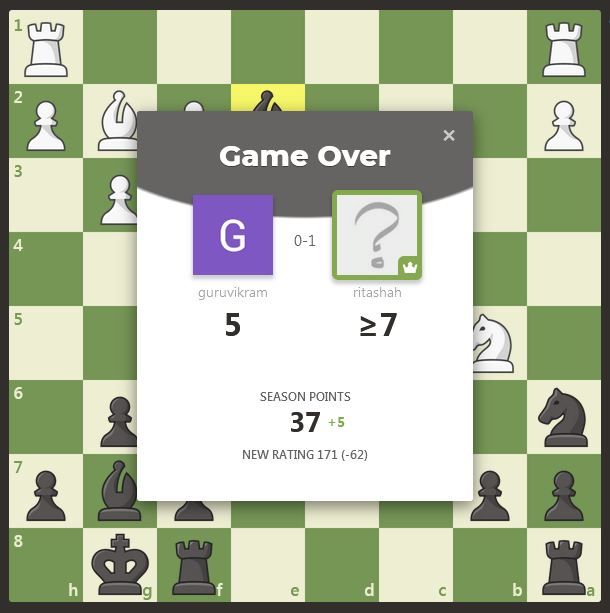 1
2
Game Over
×
3
G
0-1
?
4
guruvikram
ritashah
5
≥7
5
SEASON POINTS
6
37 +5
NEW RATING 171 (-62)
7
8
h g f e d c b a